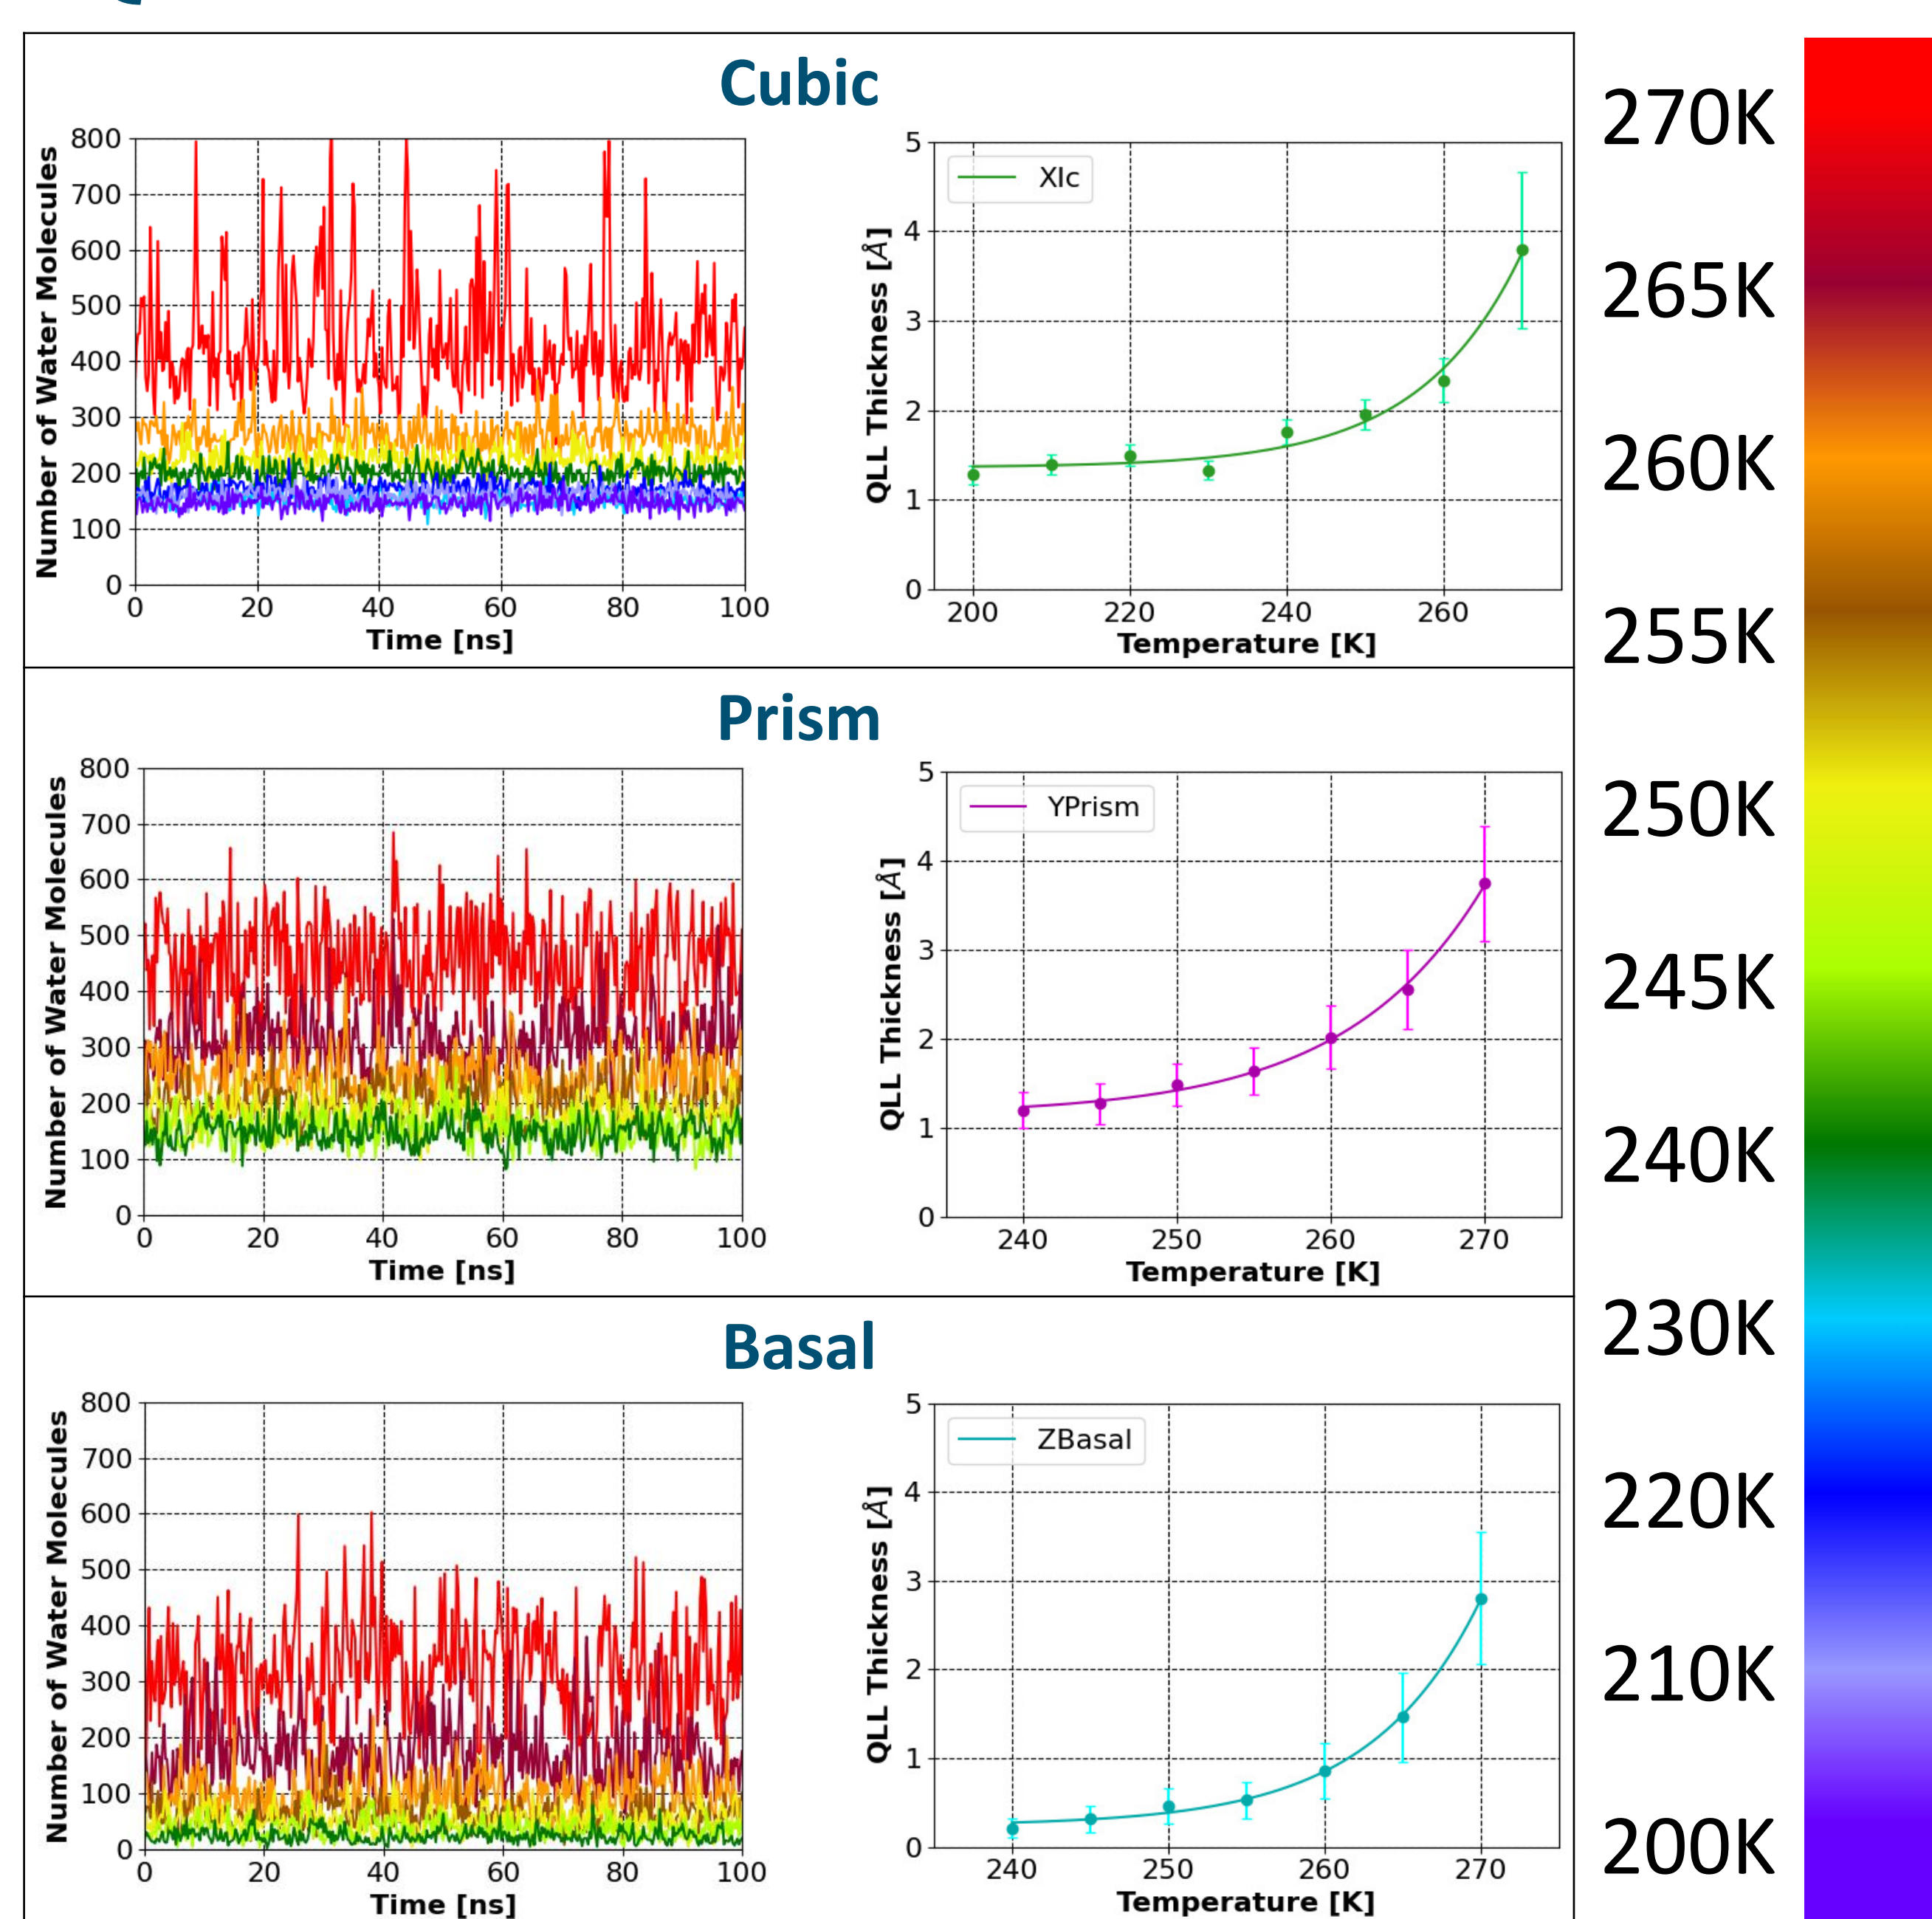 Cubic
Number of Water Molecules
800
700
600
500
400
300
200
100
0
0 20 40 60 80 100
Time [ns]
QLL Thickness [Å]
5
4
3
2
1
0
XIc
200 220 240 260
Temperature [K]
Prism
Number of Water Molecules
800
700
600
500
400
300
200
100
0
0 20 40 60 80 100
Time [ns]
QLL Thickness [Å]
5
4
3
2
1
0
YPrism
240 250 260 270
Temperature [K]
Basal
Number of Water Molecules
800
700
600
500
400
300
200
100
0
0 20 40 60 80 100
Time [ns]
QLL Thickness [Å]
5
4
3
2
1
0
ZBasal
240 250 260 270
Temperature [K]
270K
265K
260K
255K
250K
245K
240K
230K
220K
210K
200K